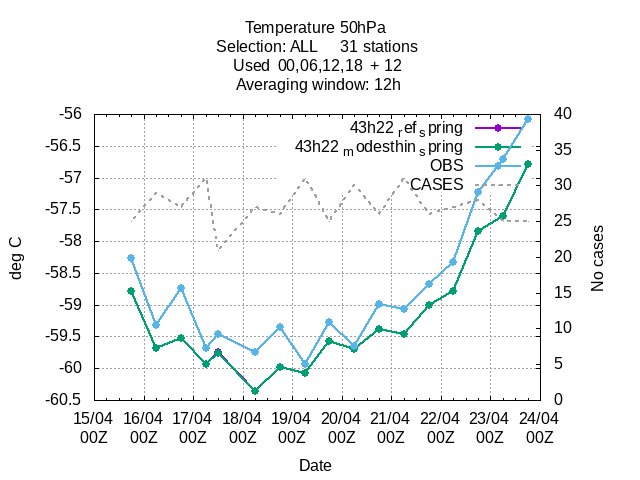 Temperature 50hPa
Selection: ALL 31 stations
Used 00,06,12,18 + 12
Averaging window: 12h
43h22 ref spring
43h22 modesthin spring
OBS
CASES
-56
-56.5
-57
-57.5
-58
-58.5
-59
-59.5
-60
-60.5
deg C
40
35
30
25
20
15
10
5
0
No cases
15/04 16/04 17/04 18/04 19/04 20/04 21/04 22/04 23/04 24/04
00Z 00Z 00Z 00Z 00Z 00Z 00Z 00Z 00Z 00Z
Date